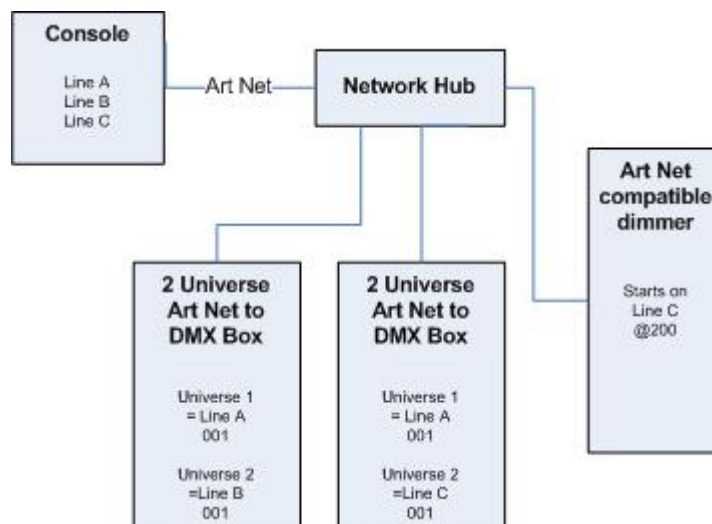 Console
Line A
Line B
Line C
Art Net
Network Hub
Art Net
compatible
dimmer
Starts on
Line C
@200
2 Universe
Art Net to
DMX Box
Universe 1
= Line A
001
Universe 2
=Line B
001
2 Universe
Art Net to
DMX Box
Universe 1
= Line A
001
Universe 2
=Line C
001